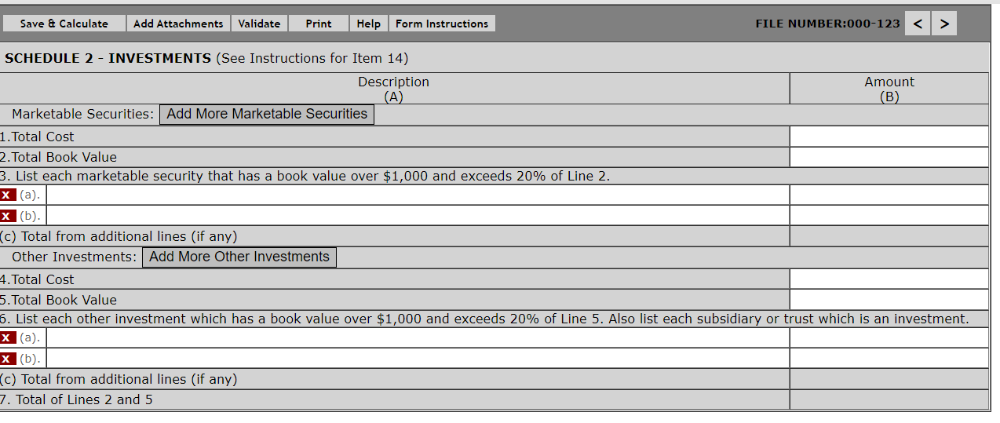 Save & Calculate Add Attachments Validate Print Help Form Instructions FILE NUMBER:000-123 < >
SCHEDULE 2 - INVESTMENTS (See Instructions for Item 14)
Description Amount
(A) (B)
Marketable Securities: Add More Marketable Securities
1.Total Cost
2.Total Book Value
3. List each marketable security that has a book value over $1,000 and exceeds 20% of Line 2.
X (a).
X (b).
(c) Total from additional lines (if any)
Other Investments: Add More Other Investments
4.Total Cost
5.Total Book Value
6. List each other investment which has a book value over $1,000 and exceeds 20% of Line 5. Also list each subsidiary or trust which is an investment.
X (a).
X (b).
(c) Total from additional lines (if any)
7. Total of Lines 2 and 5